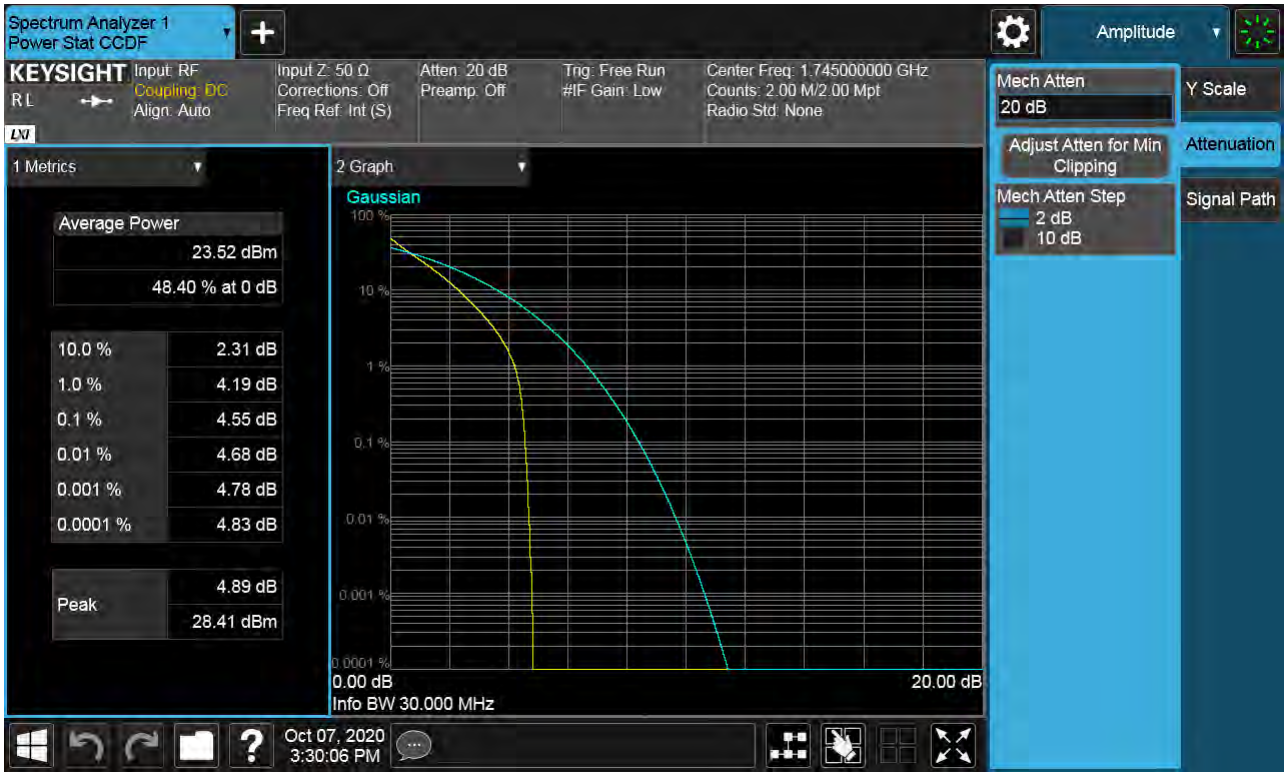 Spectrum Analyzer 1
Power Stat CCDF
+
Amplitude
KEYSIGHT
RL
LXI
Input: RF
Coupling: DC
Align: Auto
Input Z: 50 Ω
Corrections: Off
Freq Ref: Int (S)
Atten: 20 dB
Preamp: Off
Trig: Free Run
#IF Gain: Low
Center Freq: 1.745000000 GHz
Counts: 2.00 M/2.00 Mpt
Radio Std: None
Mech Atten
20 dB
Adjust Atten for Min
Clipping
Mech Atten Step
2 dB
10 dB
Y Scale
Attenuation
Signal Path
1 Metrics
Average Power
23.52 dBm
48.40 % at 0 dB
10.0 % 2.31 dB
1.0 % 4.19 dB
0.1 % 4.55 dB
0.01 % 4.68 dB
0.001 % 4.78 dB
0.0001 % 4.83 dB
Peak
4.89 dB
28.41 dBm
2 Graph
Gaussian
100 %
10 %
1 %
0.1 %
0.01 %
0.001 %
0.0001 %
0.00 dB 20.00 dB
Info BW 30.000 MHz
?
Oct 07, 2020
3:30:06 PM